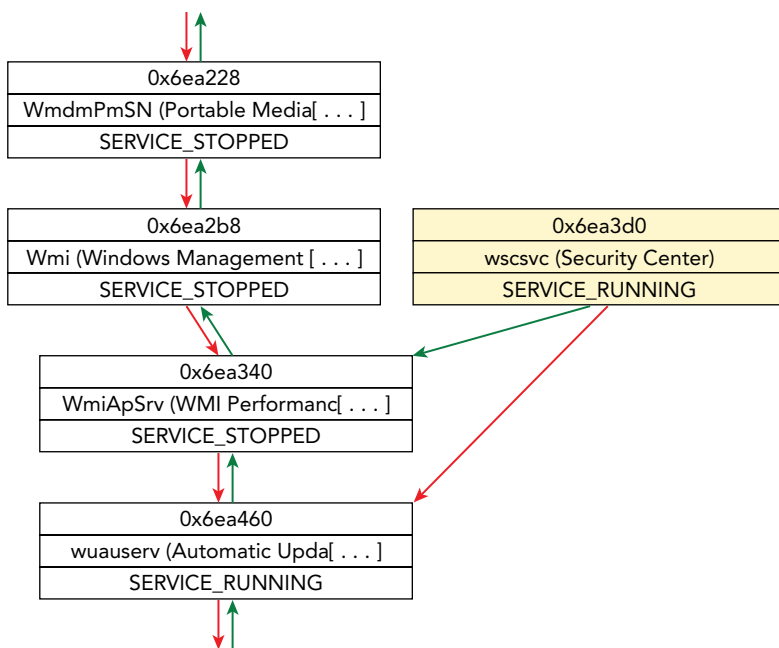 0x6ea228
WmdmPmSN (Portable Media[ . . . ]
SERVICE_STOPPED
0x6ea2b8
Wmi (Windows Management [ . . . ]
SERVICE_STOPPED
0x6ea3d0
wscsvc (Security Center)
SERVICE_RUNNING
0x6ea340
WmiApSrv (WMI Performanc[ . . . ]
SERVICE_STOPPED
0x6ea460
wuauserv (Automatic Upda[ . . . ]
SERVICE_RUNNING